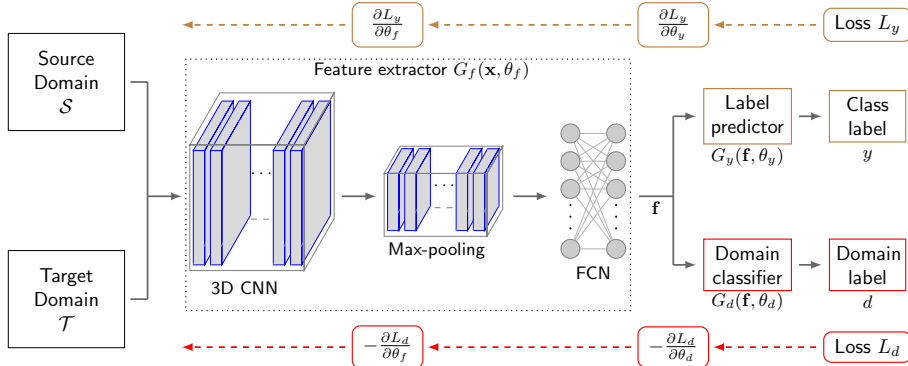 ∂L_y/∂θ_f
∂L_y/∂θ_y
Loss L_y
Source
Domain
𝒮
Feature extractor G_f(𝐱, θ_f)
...
...
3D CNN
Max-pooling
FCN
𝐟
Label
predictor
G_y(𝐟, θ_y)
Class
label
y
Target
Domain
𝒯
Domain
classifier
G_d(𝐟, θ_d)
Domain
label
d
−∂L_d/∂θ_f
−∂L_d/∂θ_d
Loss L_d